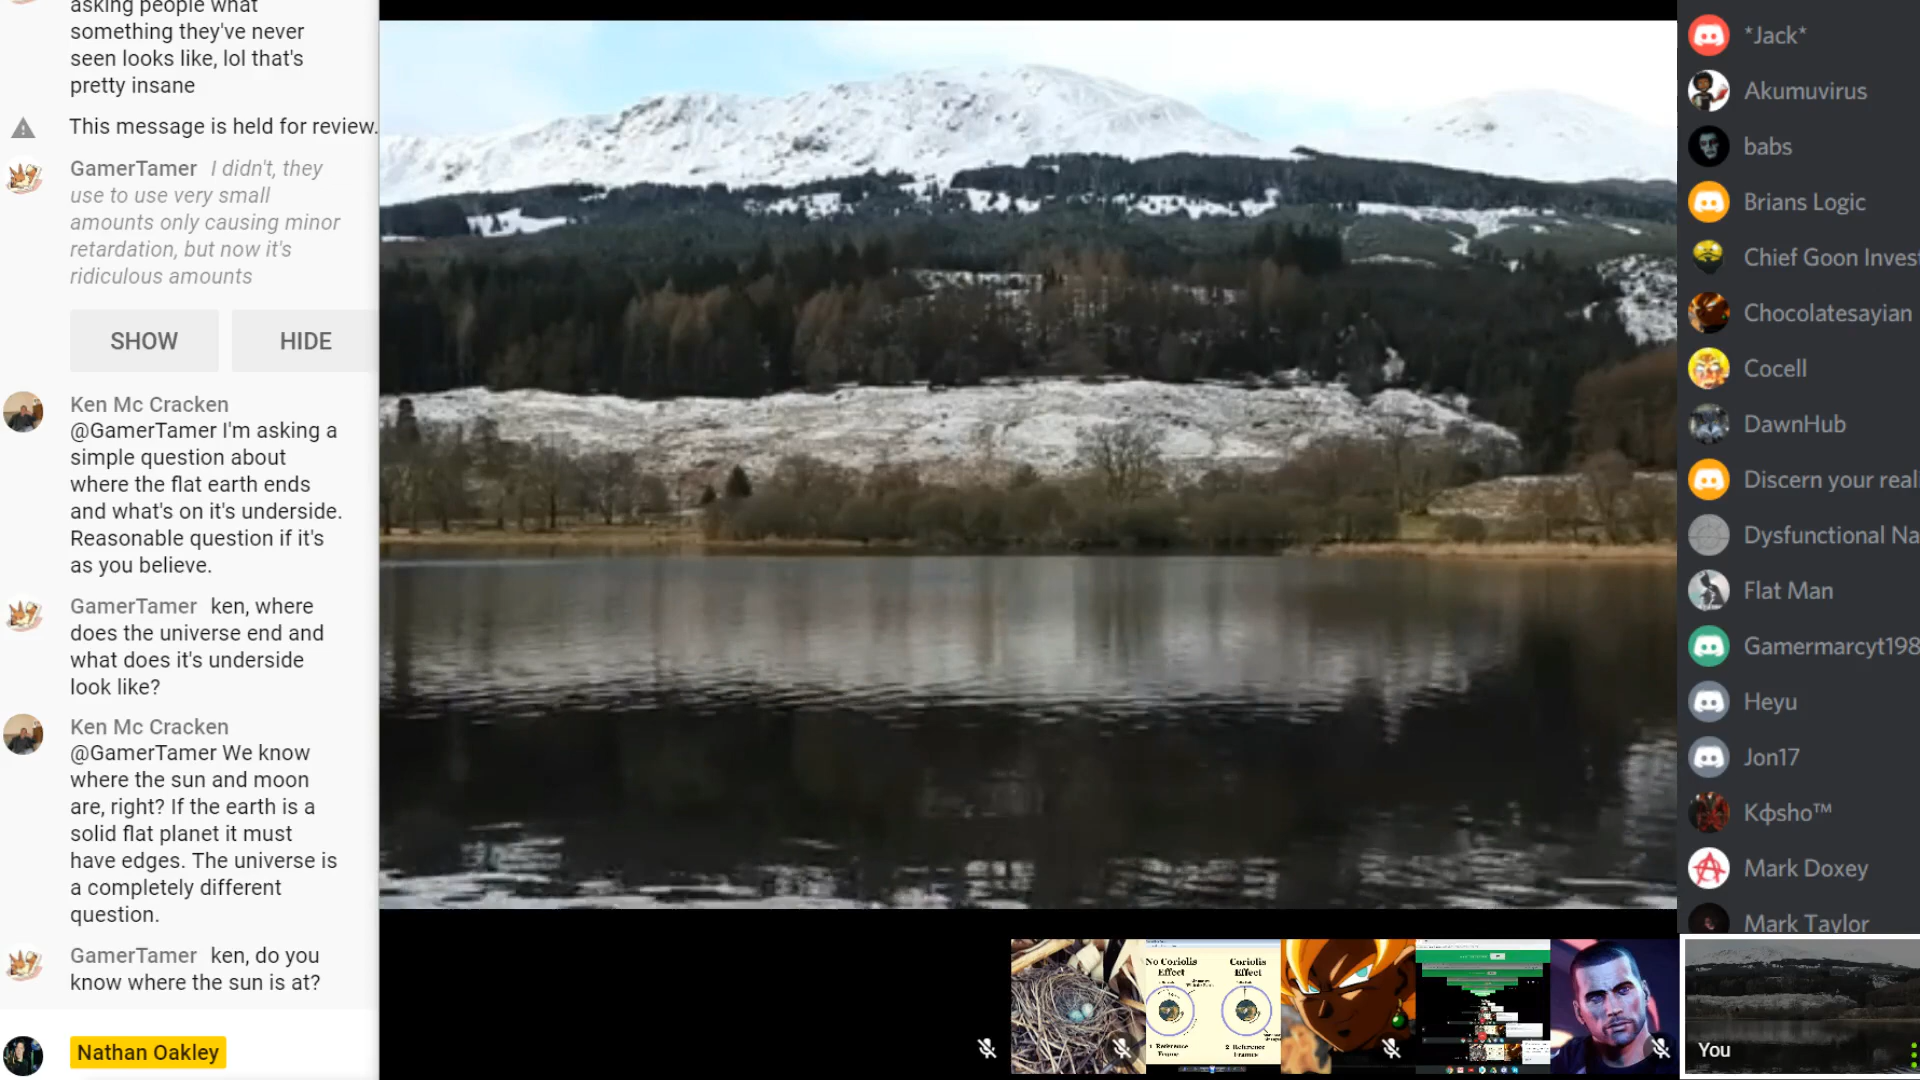 asking people what
something they've never
seen looks like, lol that's
pretty insane
This message is held for review.
GamerTamer I didn't, they
use to use very small
amounts only causing minor
retardation, but now it's
ridiculous amounts
SHOW HIDE
Ken Mc Cracken
@GamerTamer I'm asking a
simple question about
where the flat earth ends
and what's on it's underside.
Reasonable question if it's
as you believe.
GamerTamer ken, where
does the universe end and
what does it's underside
look like?
Ken Mc Cracken
@GamerTamer We know
where the sun and moon
are, right? If the earth is a
solid flat planet it must
have edges. The universe is
a completely different
question.
GamerTamer ken, do you
know where the sun is at?
Nathan Oakley
No Coriolis
Effect
Coriolis
Effect
1 Reference
Frame
2 Reference
Frames
You
*Jack*
Akumuvirus
babs
Brians Logic
Chief Goon Inves
Chocolatesayian
Cocell
DawnHub
Discern your reali
Dysfunctional Na
Flat Man
Gamermarcyt198
Heyu
Jon17
Kфsho™
Mark Doxey
Mark Taylor